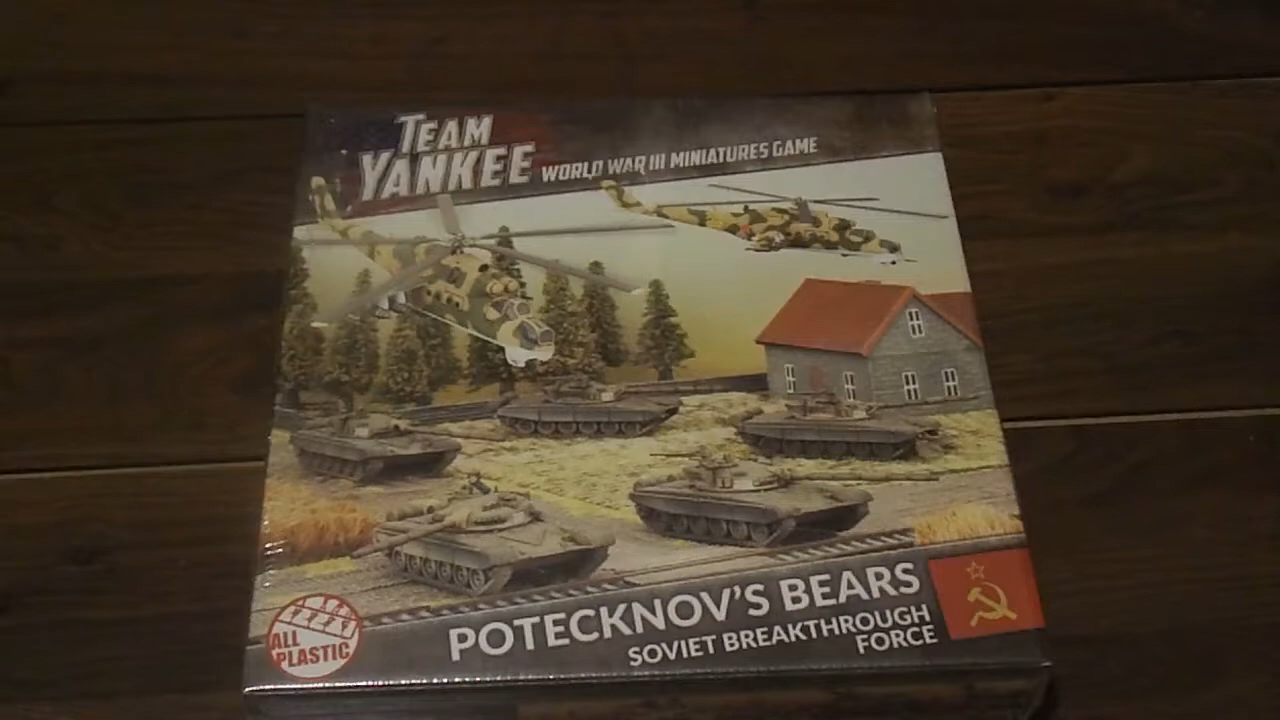 TEAM
YANKEE
WORLD WAR III MINIATURES GAME
POTECKNOV'S BEARS
SOVIET BREAKTHROUGH
FORCE
ALL
PLASTIC